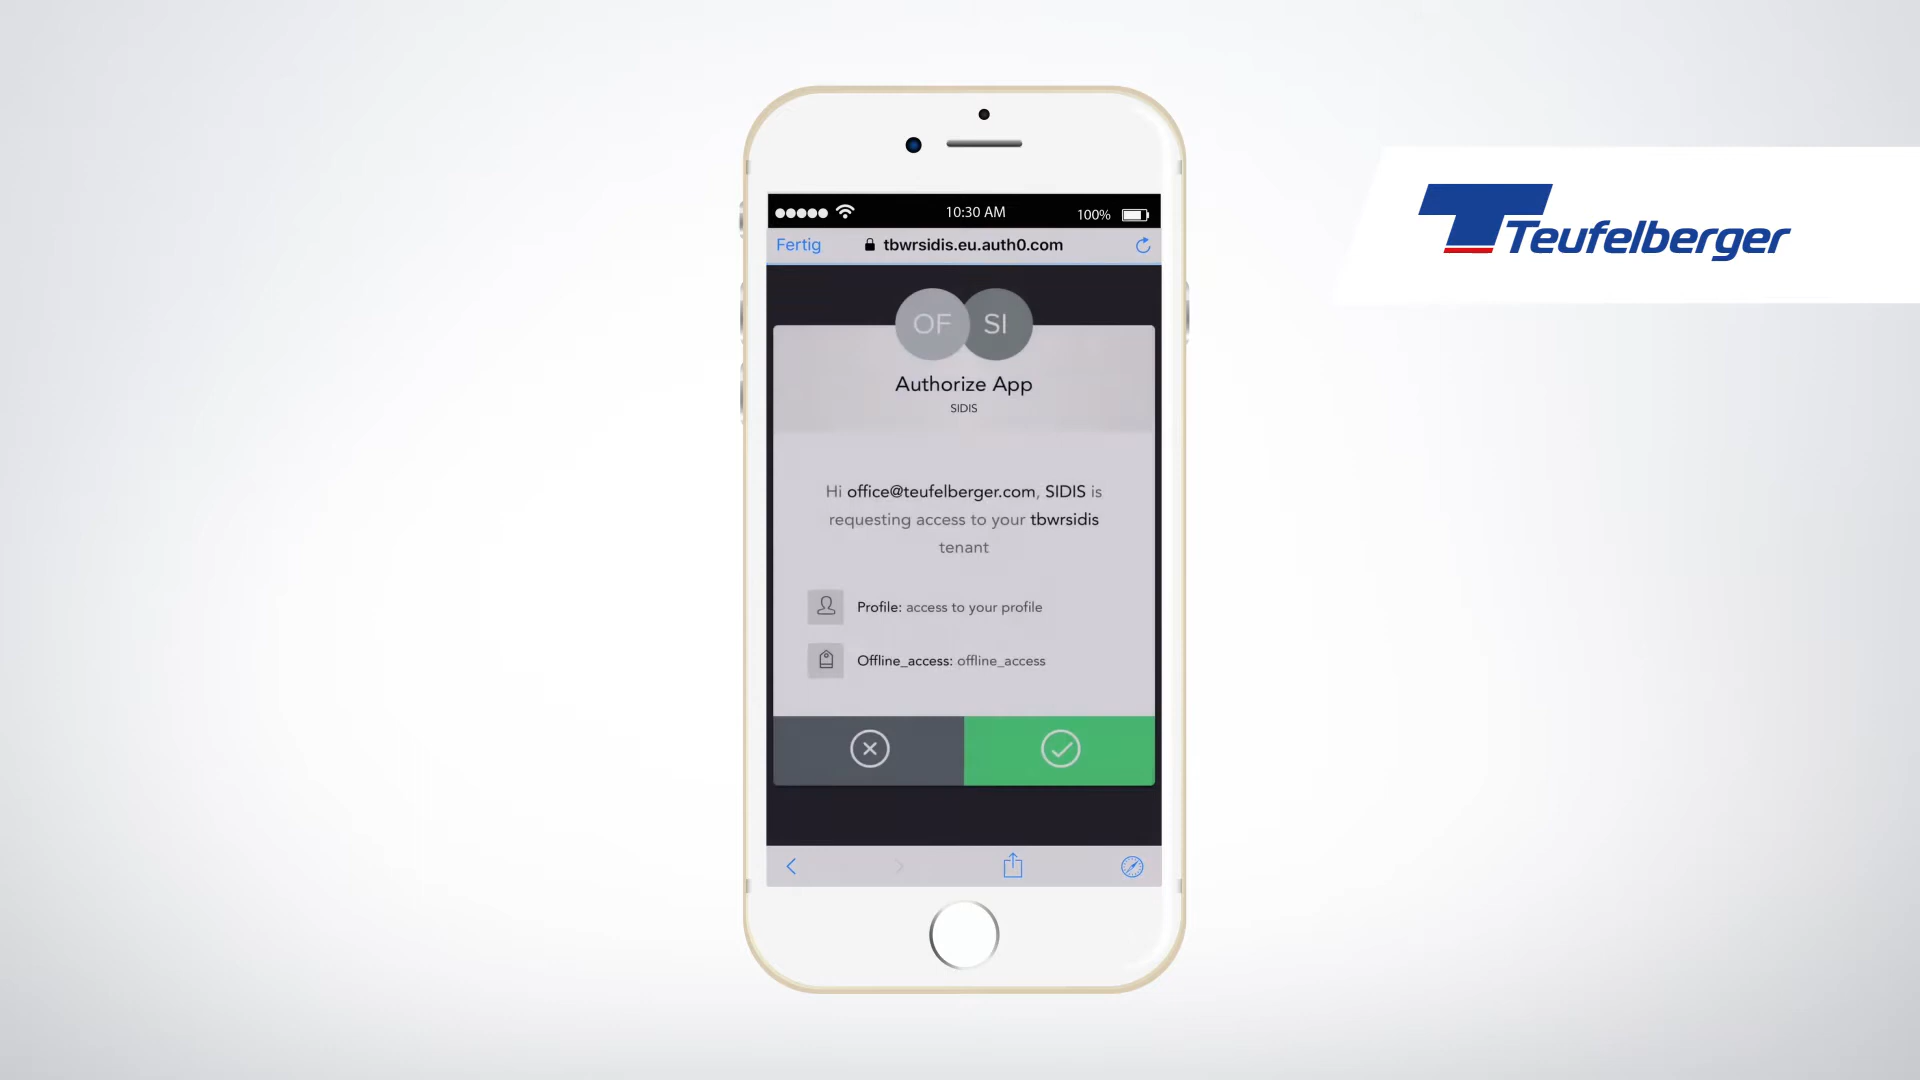 10:30 AM
100%
Fertig
tbwrsidis.eu.auth0.com
Teufelberger
OF SI
Authorize App
SIDIS
Hi office@teufelberger.com, SIDIS is
requesting access to your tbwrsidis
tenant
Profile: access to your profile
Offline_access: offline_access